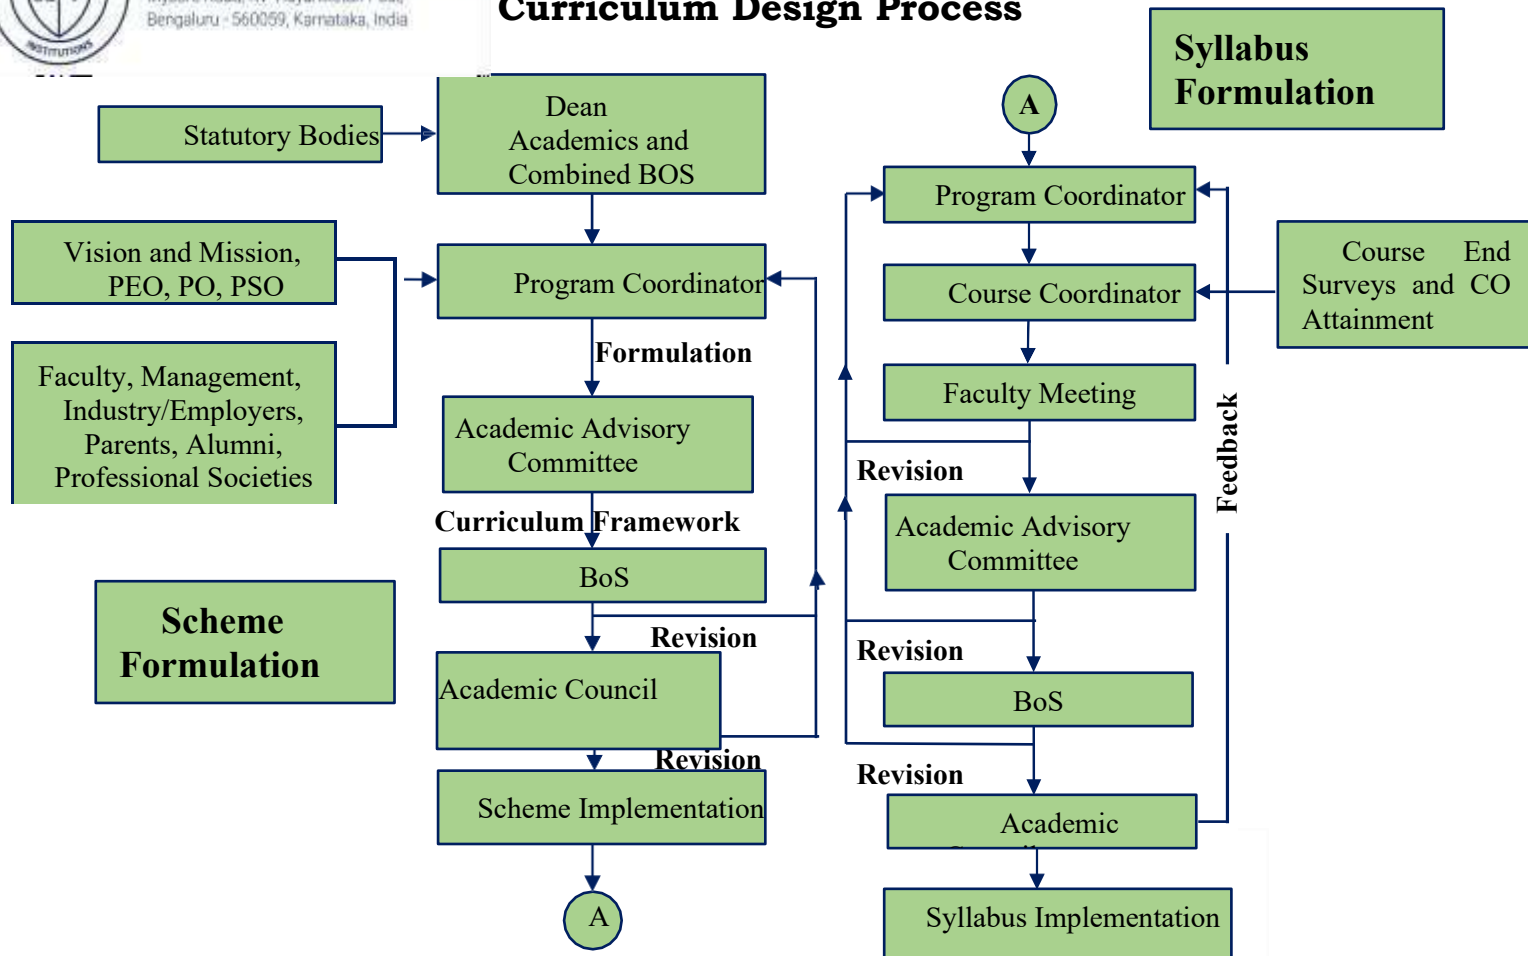 Bengaluru - 560059, Karnataka, India
INSTITUTIONS
Curriculum Design Process
Statutory Bodies
Dean
Academics and
Combined BOS
Vision and Mission,
PEO, PO, PSO
Program Coordinator
Faculty, Management,
Industry/Employers,
Parents, Alumni,
Professional Societies
Formulation
Academic Advisory
Committee
Curriculum Framework
BoS
Revision
Scheme
Formulation
Academic Council
Revision
Scheme Implementation
A
Syllabus
Formulation
A
Program Coordinator
Course Coordinator
Course End
Surveys and CO
Attainment
Faculty Meeting
Revision
Feedback
Academic Advisory
Committee
Revision
BoS
Revision
Academic
Syllabus Implementation